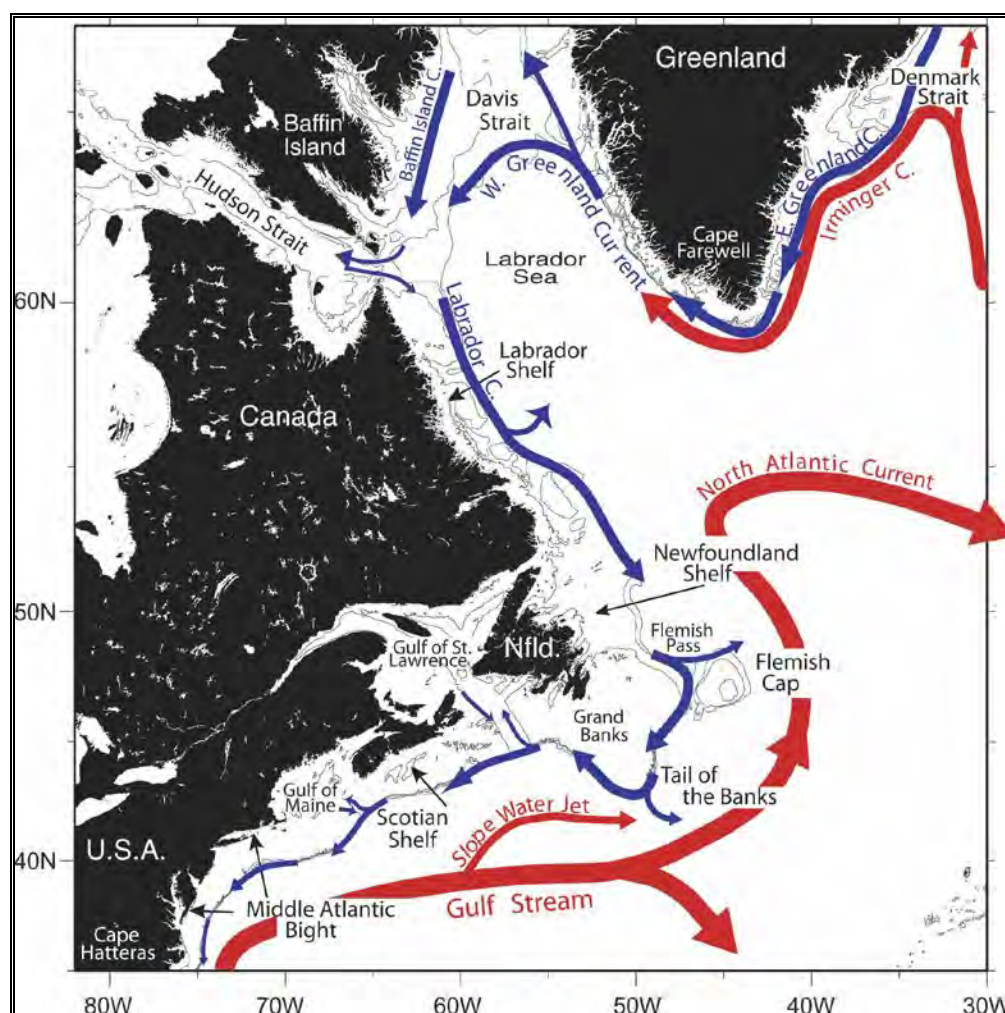 Greenland
Denmark
Strait
Davis
Strait
Baffin Island C.
Baffin
Island
Hudson Strait
W. Greenland Current
E. Greenland C.
Irminger C.
Cape
Farewell
Labrador
Sea
60N
Labrador C.
Labrador
Shelf
Canada
North Atlantic Current
Newfoundland
Shelf
50N
Gulf of St.
Lawrence
Nfld.
Flemish
Pass
Flemish
Cap
Grand
Banks
Tail of
the Banks
Gulf of
Maine
Scotian
Shelf
Slope Water Jet
U.S.A.
40N
Gulf Stream
Middle Atlantic
Bight
Cape
Hatteras
80W 70W 60W 50W 40W 30W